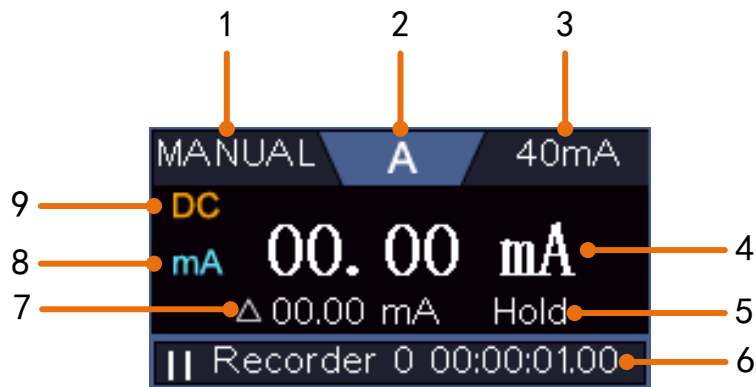 1 2 3
MANUAL A 40mA
9 DC
8 mA 00.00 mA 4
7 △ 00.00 mA Hold 5
|| Recorder 0 00:00:01.00 6